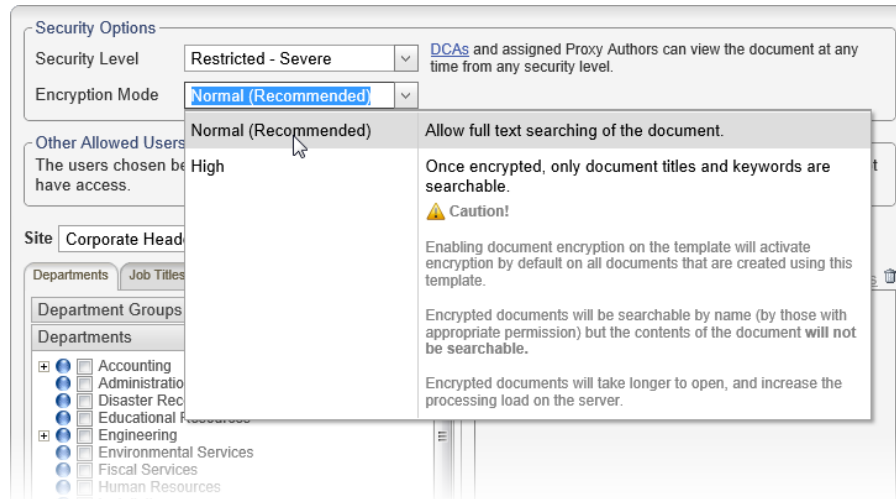 Security Options
Security Level Restricted - Severe DCAs and assigned Proxy Authors can view the document at any
time from any security level.
Encryption Mode Normal (Recommended)
Normal (Recommended) Allow full text searching of the document.
Other Allowed Users
The users chosen be
have access.
High Once encrypted, only document titles and keywords are
searchable.
Caution!
Enabling document encryption on the template will activate
encryption by default on all documents that are created using this
template.
Encrypted documents will be searchable by name (by those with
appropriate permission) but the contents of the document will not
be searchable.
Encrypted documents will take longer to open, and increase the
processing load on the server.
Site Corporate Head
Departments Job Titles
Department Groups
Departments
Accounting
Administratio
Disaster Rec
Educational Resources
Engineering
Environmental Services
Fiscal Services
Human Resources